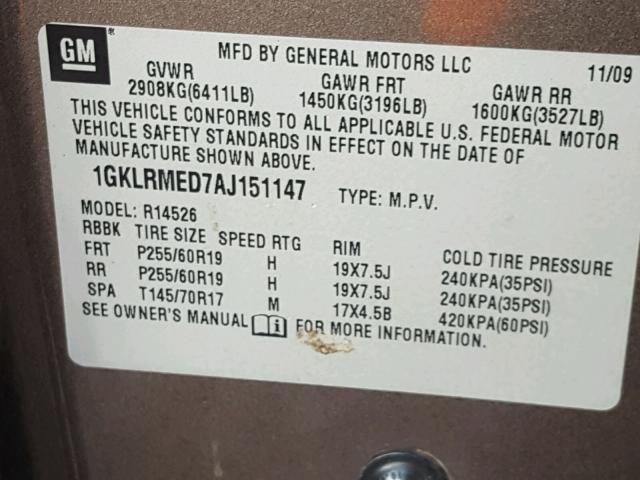 GM ®
MFD BY GENERAL MOTORS LLC 11/09
GVWR GAWR FRT GAWR RR
2908KG(6411LB) 1450KG(3196LB) 1600KG(3527LB)
THIS VEHICLE CONFORMS TO ALL APPLICABLE U.S. FEDERAL MOTOR
VEHICLE SAFETY STANDARDS IN EFFECT ON THE DATE OF
MANUFACTURE SHOWN ABOVE.
1GKLRMED7AJ151147 TYPE: M.P.V.
MODEL: R14526
RBBK TIRE SIZE SPEED RTG RIM COLD TIRE PRESSURE
FRT P255/60R19 H 19X7.5J 240KPA(35PSI)
RR P255/60R19 H 19X7.5J 240KPA(35PSI)
SPA T145/70R17 M 17X4.5B 420KPA(60PSI)
SEE OWNER'S MANUAL i FOR MORE INFORMATION.